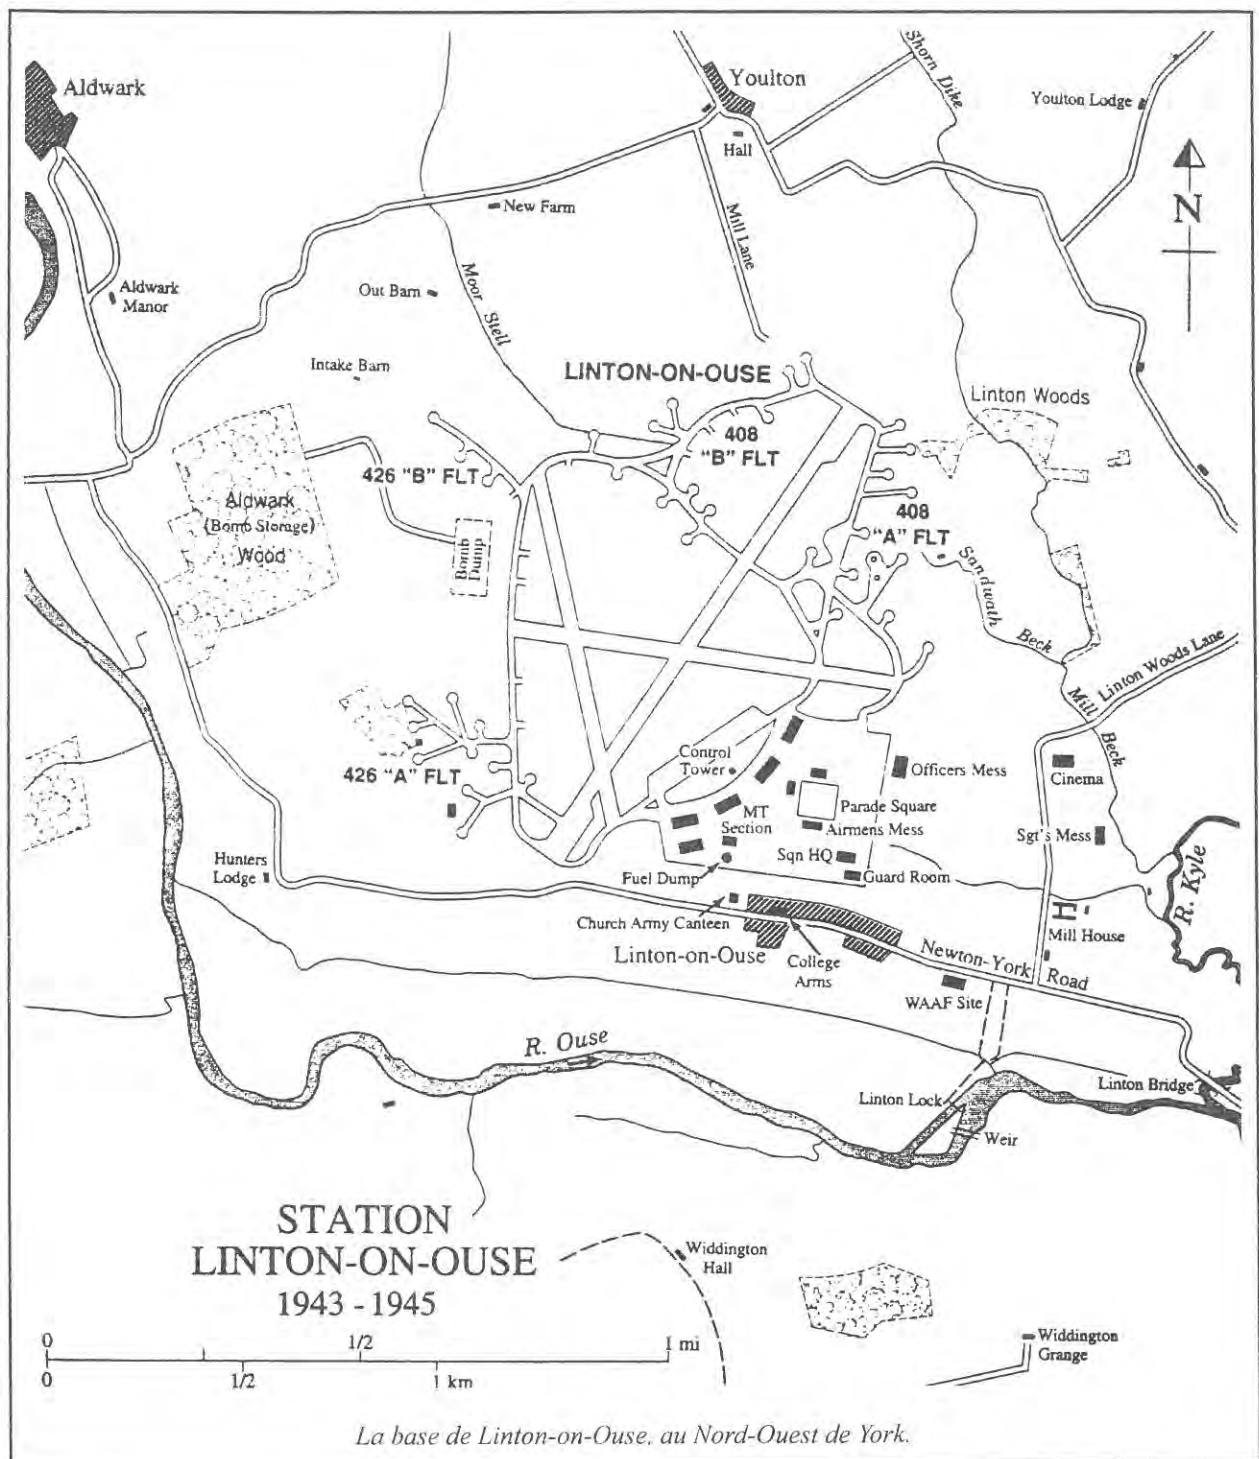 Aldwark
Youlton
Shorn Dike
Youlton Lodge
Hall
N
New Farm
Mill Lane
Moor Stell
Out Barn
Aldwark
Manor
Intake Barn
LINTON-ON-OUSE
Linton Woods
408
"B" FLT
426 "B" FLT
Aldwark
(Bomb Storage)
Wood
408
"A" FLT
Bomb
Dump
Sandwath
Beck
Linton Woods Lane
Mill
Beck
426 "A" FLT
Control
Tower
Officers Mess
Cinema
Parade Square
MT
Section
Airmens Mess
Sgt's Mess
Hunters
Lodge
Sqn HQ
Fuel Dump
Guard Room
R. Kyle
Church Army Canteen
Mill House
Linton-on-Ouse
College
Arms
Newton-York Road
WAAF Site
R. Ouse
Linton Bridge
Linton Lock
Weir
STATION
LINTON-ON-OUSE
1943 - 1945
Widdington
Hall
Widdington
Grange
0 1/2 1 mi
0 1/2 1 km
La base de Linton-on-Ouse, au Nord-Ouest de York.